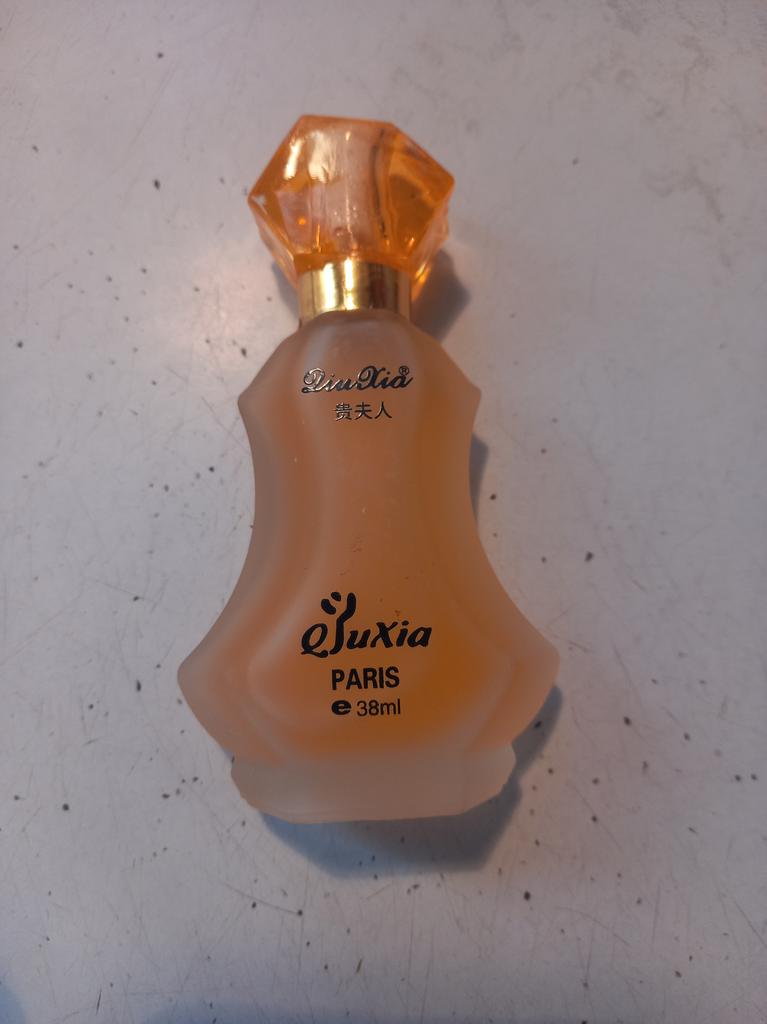 QiuXia®
贵夫人
QiuXia
PARIS
e 38ml